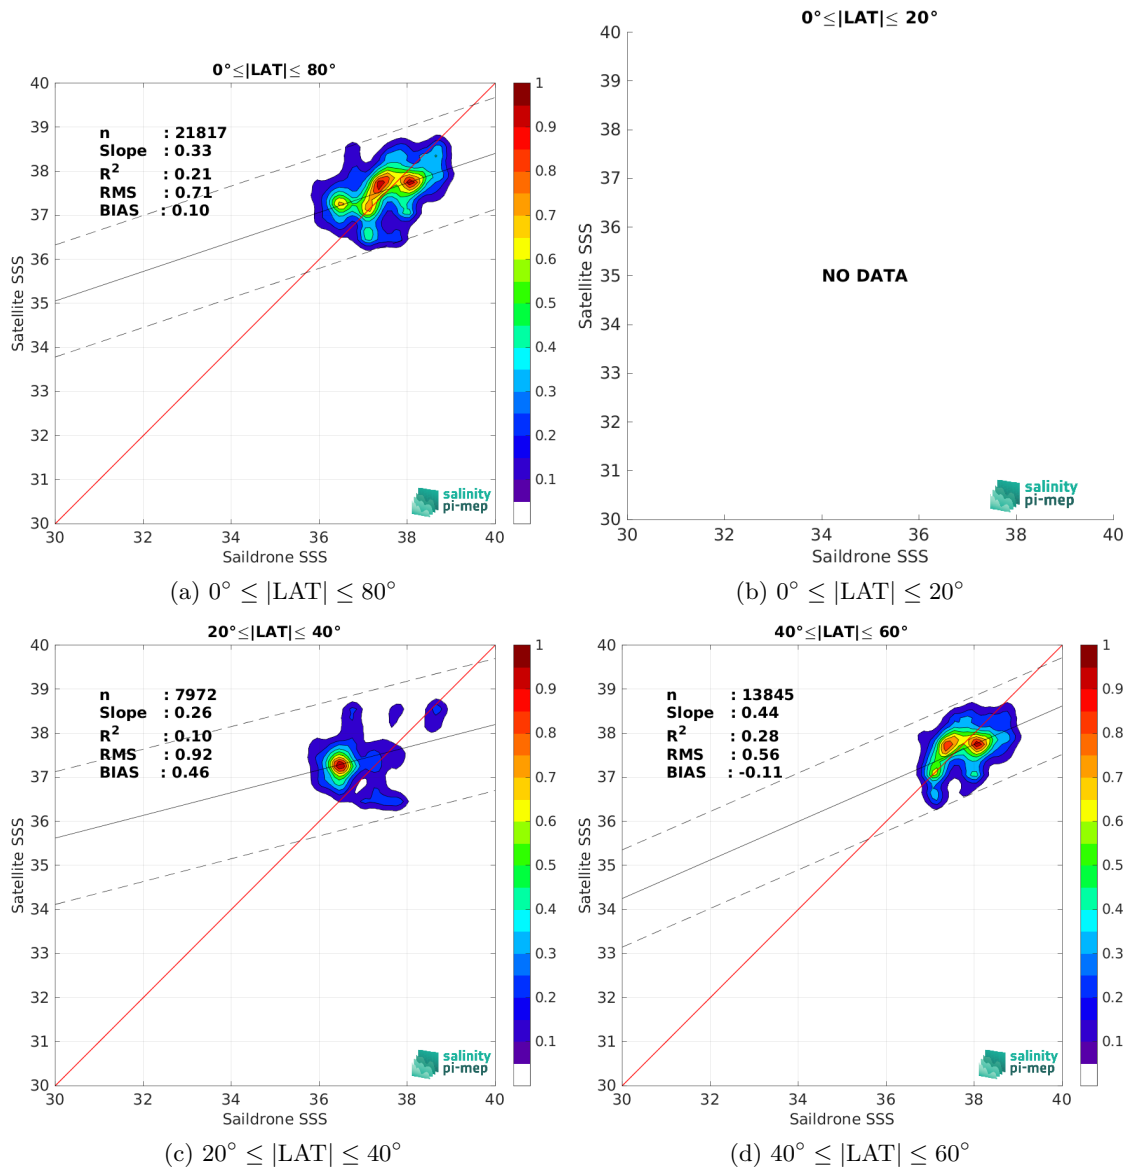 0°≤|LAT|≤ 80°
40
39
38
37
36
35
34
33
32
31
30
30 32 34 36 38 40
Satellite SSS
Saildrone SSS
n : 21817
Slope : 0.33
R² : 0.21
RMS : 0.71
BIAS : 0.10
salinity
pi-mep
1
0.9
0.8
0.7
0.6
0.5
0.4
0.3
0.2
0.1
(a) 0° ≤ |LAT| ≤ 80°
0°≤|LAT|≤ 20°
40
39
38
37
36
35
34
33
32
31
30
30 32 34 36 38 40
Satellite SSS
Saildrone SSS
NO DATA
salinity
pi-mep
(b) 0° ≤ |LAT| ≤ 20°
20°≤|LAT|≤ 40°
40
39
38
37
36
35
34
33
32
31
30
30 32 34 36 38 40
Satellite SSS
Saildrone SSS
n : 7972
Slope : 0.26
R² : 0.10
RMS : 0.92
BIAS : 0.46
salinity
pi-mep
1
0.9
0.8
0.7
0.6
0.5
0.4
0.3
0.2
0.1
(c) 20° ≤ |LAT| ≤ 40°
40°≤|LAT|≤ 60°
40
39
38
37
36
35
34
33
32
31
30
30 32 34 36 38 40
Satellite SSS
Saildrone SSS
n : 13845
Slope : 0.44
R² : 0.28
RMS : 0.56
BIAS : -0.11
salinity
pi-mep
1
0.9
0.8
0.7
0.6
0.5
0.4
0.3
0.2
0.1
(d) 40° ≤ |LAT| ≤ 60°